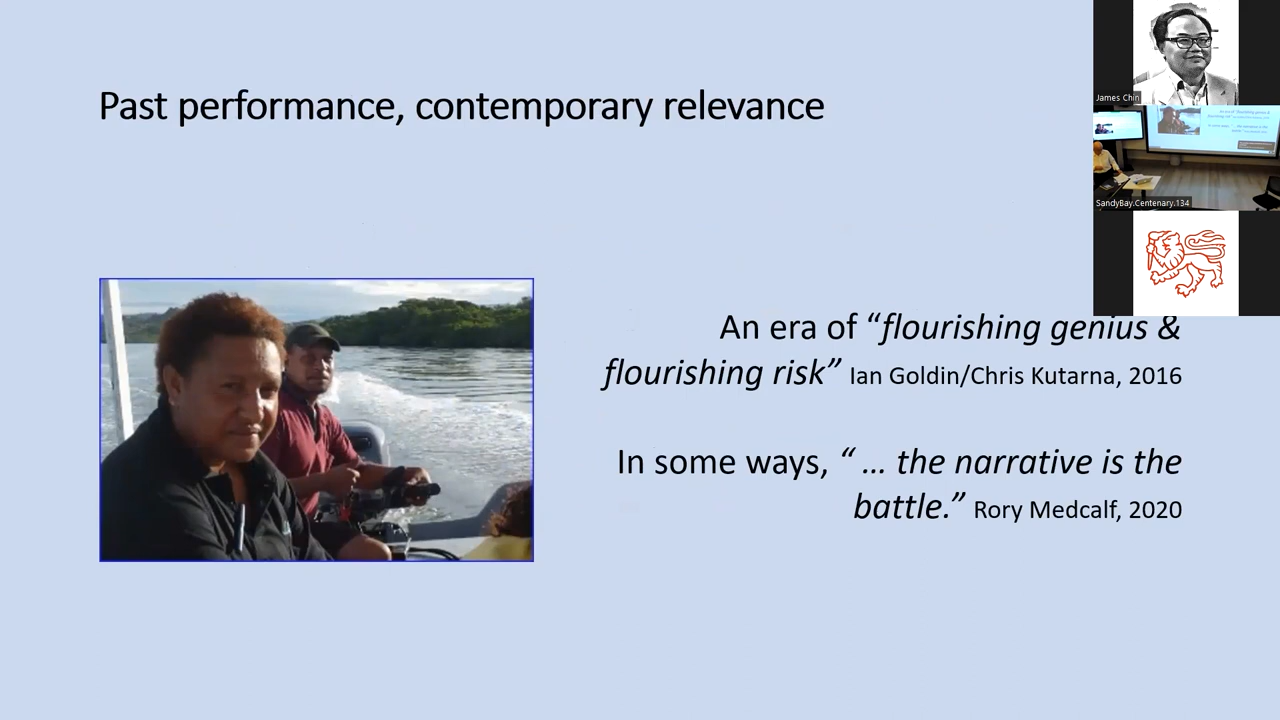 Past performance, contemporary relevance
James Chin
SandyBay.Centenary.134
An era of “flourishing genius &
flourishing risk” Ian Goldin/Chris Kutarna, 2016
In some ways, “ … the narrative is the
battle.” Rory Medcalf, 2020